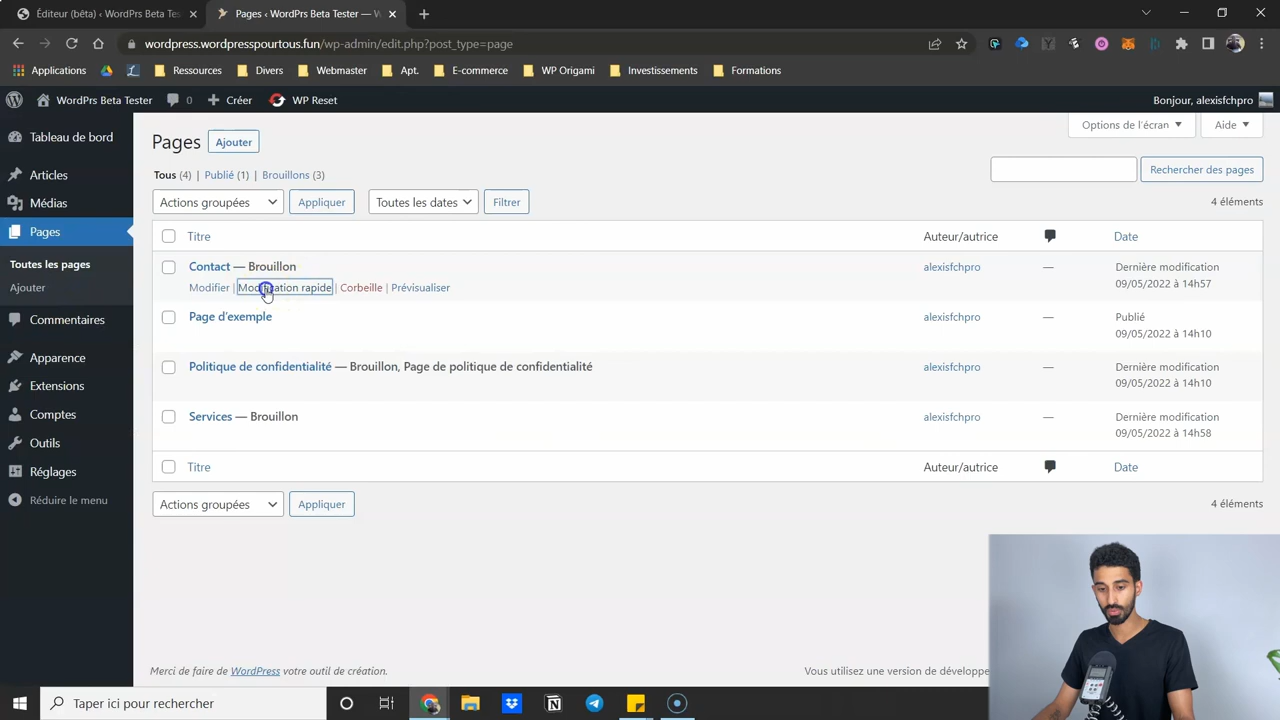 Éditeur (bêta) ‹ WordPrs Beta Tes
Pages ‹ WordPrs Beta Tester — W
wordpress.wordpresspourtous.fun/wp-admin/edit.php?post_type=page
Applications Ressources Divers Webmaster Apt. E-commerce WP Origami Investissements Formations
WordPrs Beta Tester 0 Créer WP Reset Bonjour, alexisfchpro
Tableau de bord
Articles
Médias
Pages
Toutes les pages
Ajouter
Commentaires
Apparence
Extensions
Comptes
Outils
Réglages
Réduire le menu
Options de l'écran Aide
Pages Ajouter
Tous (4) | Publié (1) | Brouillons (3)
Rechercher des pages
Actions groupées Appliquer Toutes les dates Filtrer 4 éléments
Titre Auteur/autrice Date
Contact — Brouillon alexisfchpro — Dernière modification
09/05/2022 à 14h57
Modifier | Modification rapide | Corbeille | Prévisualiser
Page d'exemple alexisfchpro — Publié
09/05/2022 à 14h10
Politique de confidentialité — Brouillon, Page de politique de confidentialité alexisfchpro — Dernière modification
09/05/2022 à 14h10
Services — Brouillon alexisfchpro — Dernière modification
09/05/2022 à 14h58
Titre Auteur/autrice Date
Actions groupées Appliquer 4 éléments
Merci de faire de WordPress votre outil de création. Vous utilisez une version de développe
Taper ici pour rechercher